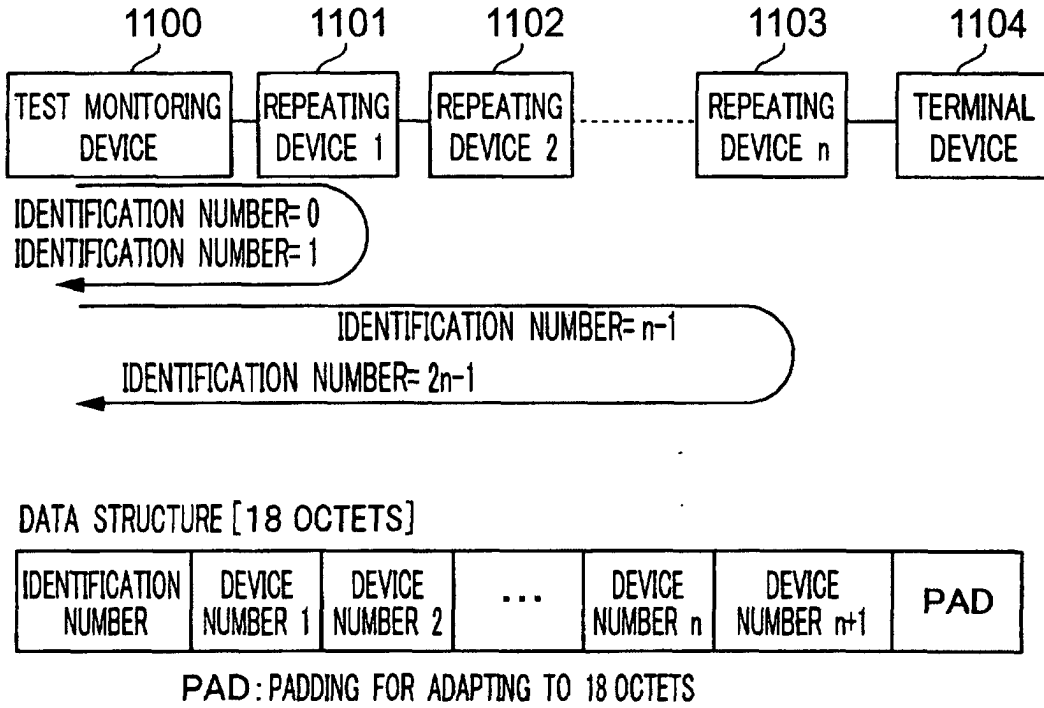 1100 1101 1102 1103 1104
TEST MONITORING DEVICE
REPEATING DEVICE 1
REPEATING DEVICE 2
REPEATING DEVICE n
TERMINAL DEVICE
IDENTIFICATION NUMBER=0
IDENTIFICATION NUMBER=1
IDENTIFICATION NUMBER=n-1
IDENTIFICATION NUMBER=2n-1
DATA STRUCTURE [18 OCTETS]
IDENTIFICATION NUMBER
DEVICE NUMBER 1
DEVICE NUMBER 2
...
DEVICE NUMBER n
DEVICE NUMBER n+1
PAD
PAD:PADDING FOR ADAPTING TO 18 OCTETS